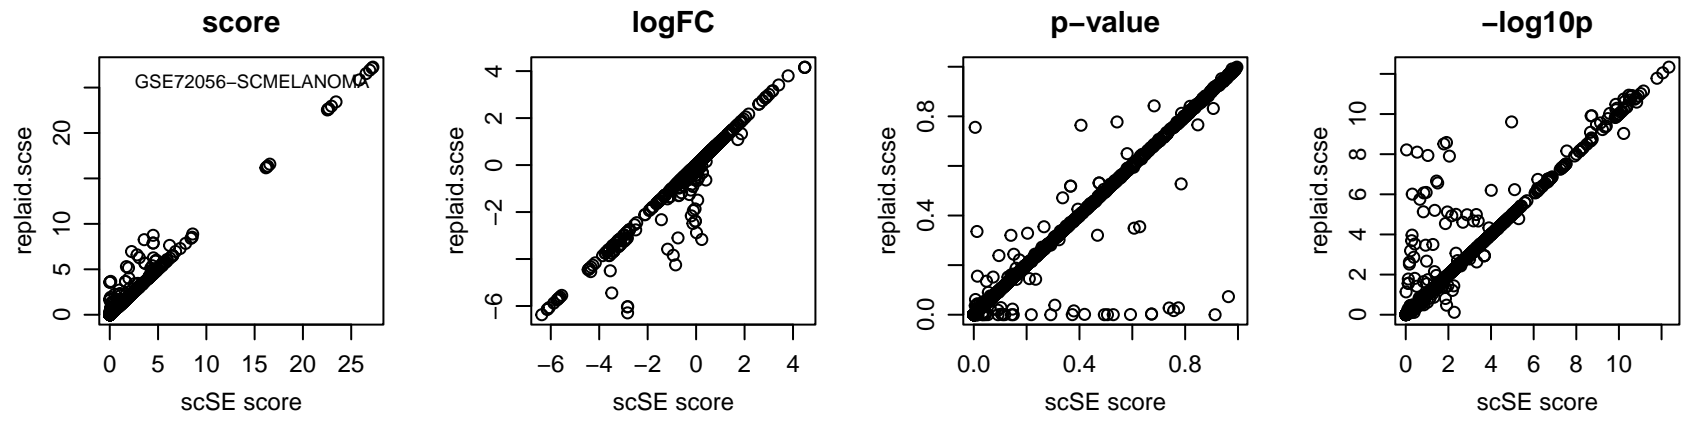 score
GSE72056−SCMELANOMA
replaid.scse
0 5 10 20
0 5 10 15 20 25
scSE score
logFC
replaid.scse
−6 −2 0 2 4
−6 −4 −2 0 2 4
scSE score
p−value
replaid.scse
0.0 0.4 0.8
0.0 0.4 0.8
scSE score
−log10p
replaid.scse
0 2 4 6 8 10
0 2 4 6 8 10
scSE score